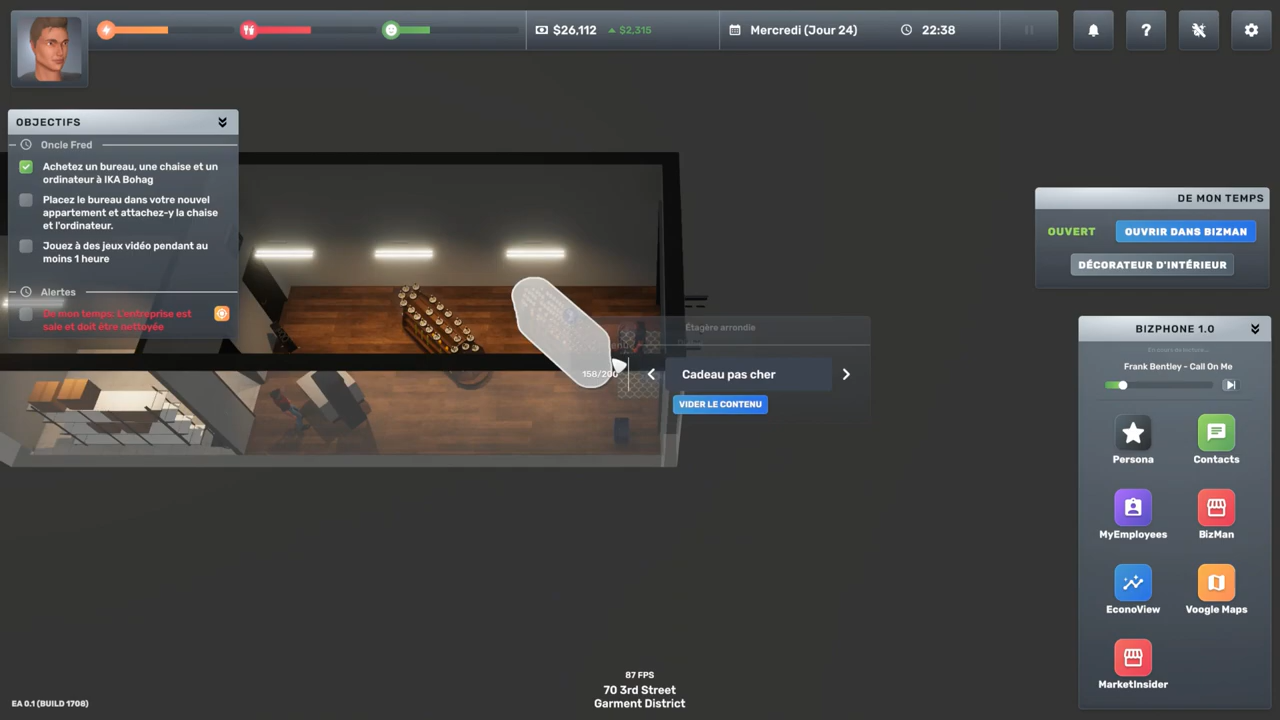 $26,112
$2,315
Mercredi (Jour 24)
22:38
OBJECTIFS
Oncle Fred
Achetez un bureau, une chaise et un
ordinateur à IKA Bohag
Placez le bureau dans votre nouvel
appartement et attachez-y la chaise
et l'ordinateur.
Jouez à des jeux vidéo pendant au
moins 1 heure
Alertes
De mon temps: L'entreprise est
sale et doit être nettoyée
DE MON TEMPS
OUVERT
OUVRIR DANS BIZMAN
DÉCORATEUR D'INTÉRIEUR
Étagère arrondie
158/200
Cadeau pas cher
VIDER LE CONTENU
BIZPHONE 1.0
En cours de lecture...
Frank Bentley - Call On Me
Persona
Contacts
MyEmployees
BizMan
EconoView
Voogle Maps
MarketInsider
87 FPS
70 3rd Street
Garment District
EA 0.1 (BUILD 1708)